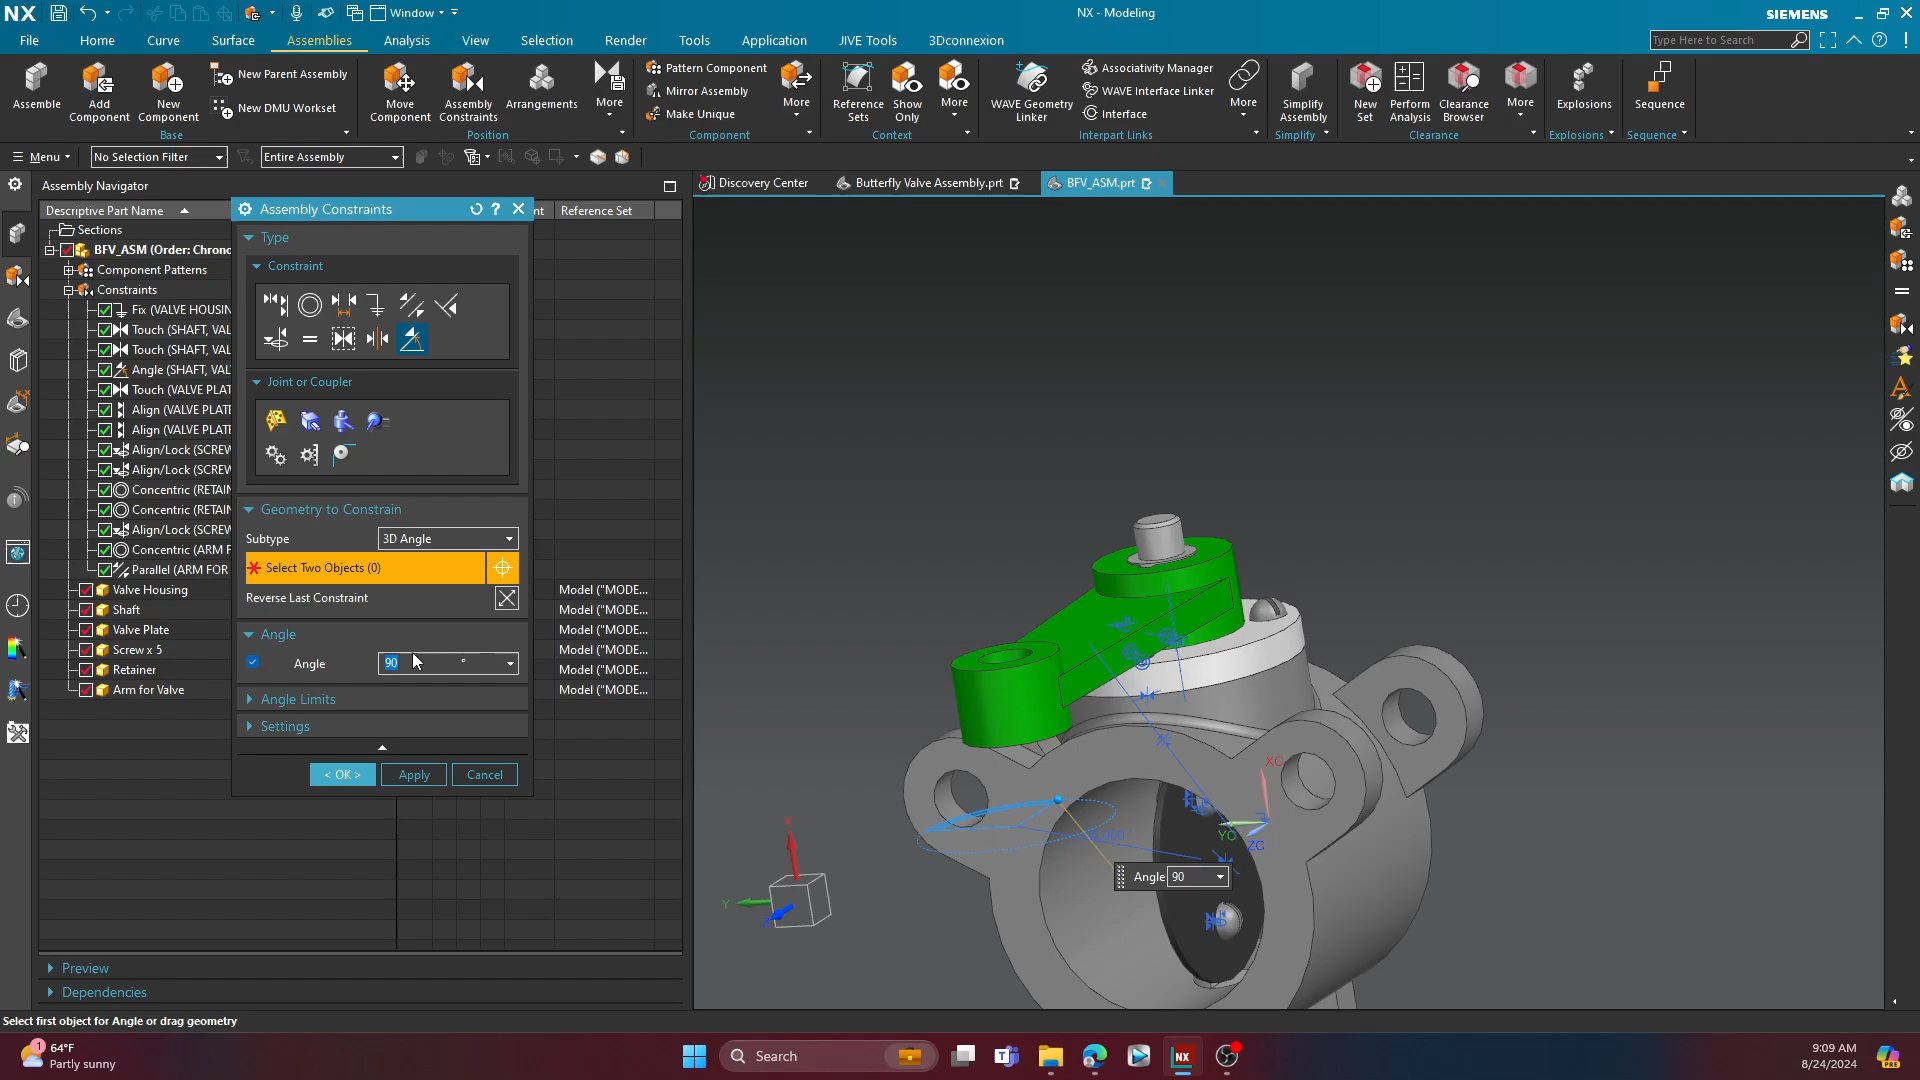 NX
Window
NX - Modeling
SIEMENS
File
Home
Curve
Surface
Assemblies
Analysis
View
Selection
Render
Tools
Application
JIVE Tools
3Dconnexion
Type Here to Search
Assemble
Add Component
New Component
New Parent Assembly
New DMU Workset
Base
Move Component
Assembly Constraints
Arrangements
More
Position
Pattern Component
Mirror Assembly
Make Unique
More
Component
Reference Sets
Show Only
More
Context
WAVE Geometry Linker
Associativity Manager
WAVE Interface Linker
Interface
More
Interpart Links
Simplify Assembly
Simplify
New Set
Perform Analysis
Clearance Browser
More
Clearance
Explosions
Explosions
Sequence
Sequence
Menu
No Selection Filter
Entire Assembly
Assembly Navigator
Discovery Center
Butterfly Valve Assembly.prt
BFV_ASM.prt
Descriptive Part Name
nt
Reference Set
Sections
BFV_ASM (Order: Chrono
Component Patterns
Constraints
Fix (VALVE HOUSIN
Touch (SHAFT, VAL
Touch (SHAFT, VAL
Angle (SHAFT, VAL
Touch (VALVE PLAT
Align (VALVE PLATE
Align (VALVE PLATE
Align/Lock (SCREW
Align/Lock (SCREW
Concentric (RETAIN
Concentric (RETAIN
Align/Lock (SCREW
Concentric (ARM F
Parallel (ARM FOR
Valve Housing
Model ("MODE...
Shaft
Model ("MODE...
Valve Plate
Model ("MODE...
Screw x 5
Model ("MODE...
Retainer
Model ("MODE...
Arm for Valve
Model ("MODE...
Assembly Constraints
Type
Constraint
Joint or Coupler
Geometry to Constrain
Subtype
3D Angle
Select Two Objects (0)
Reverse Last Constraint
Angle
Angle
90
°
Angle Limits
Settings
< OK >
Apply
Cancel
XC
YC
ZC
Angle 90
X
Y
Preview
Dependencies
Select first object for Angle or drag geometry
1
64°F
Partly sunny
Search
NX
9:09 AM
8/24/2024
PRE